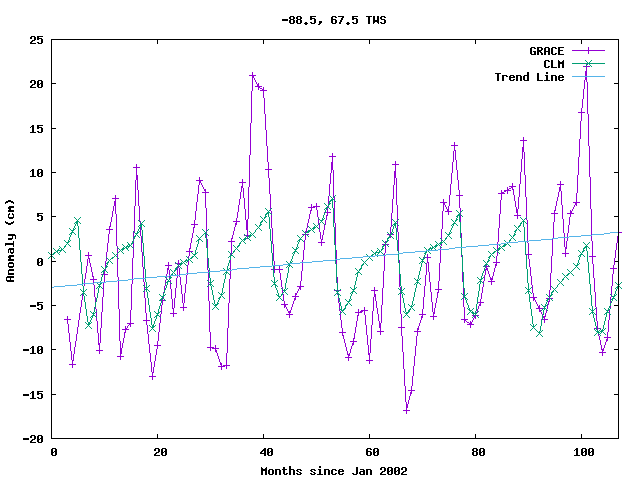 -88.5, 67.5 TWS
GRACE
CLM
Trend Line
25
20
15
10
5
0
-5
-10
-15
-20
Anomaly (cm)
0 20 40 60 80 100
Months since Jan 2002